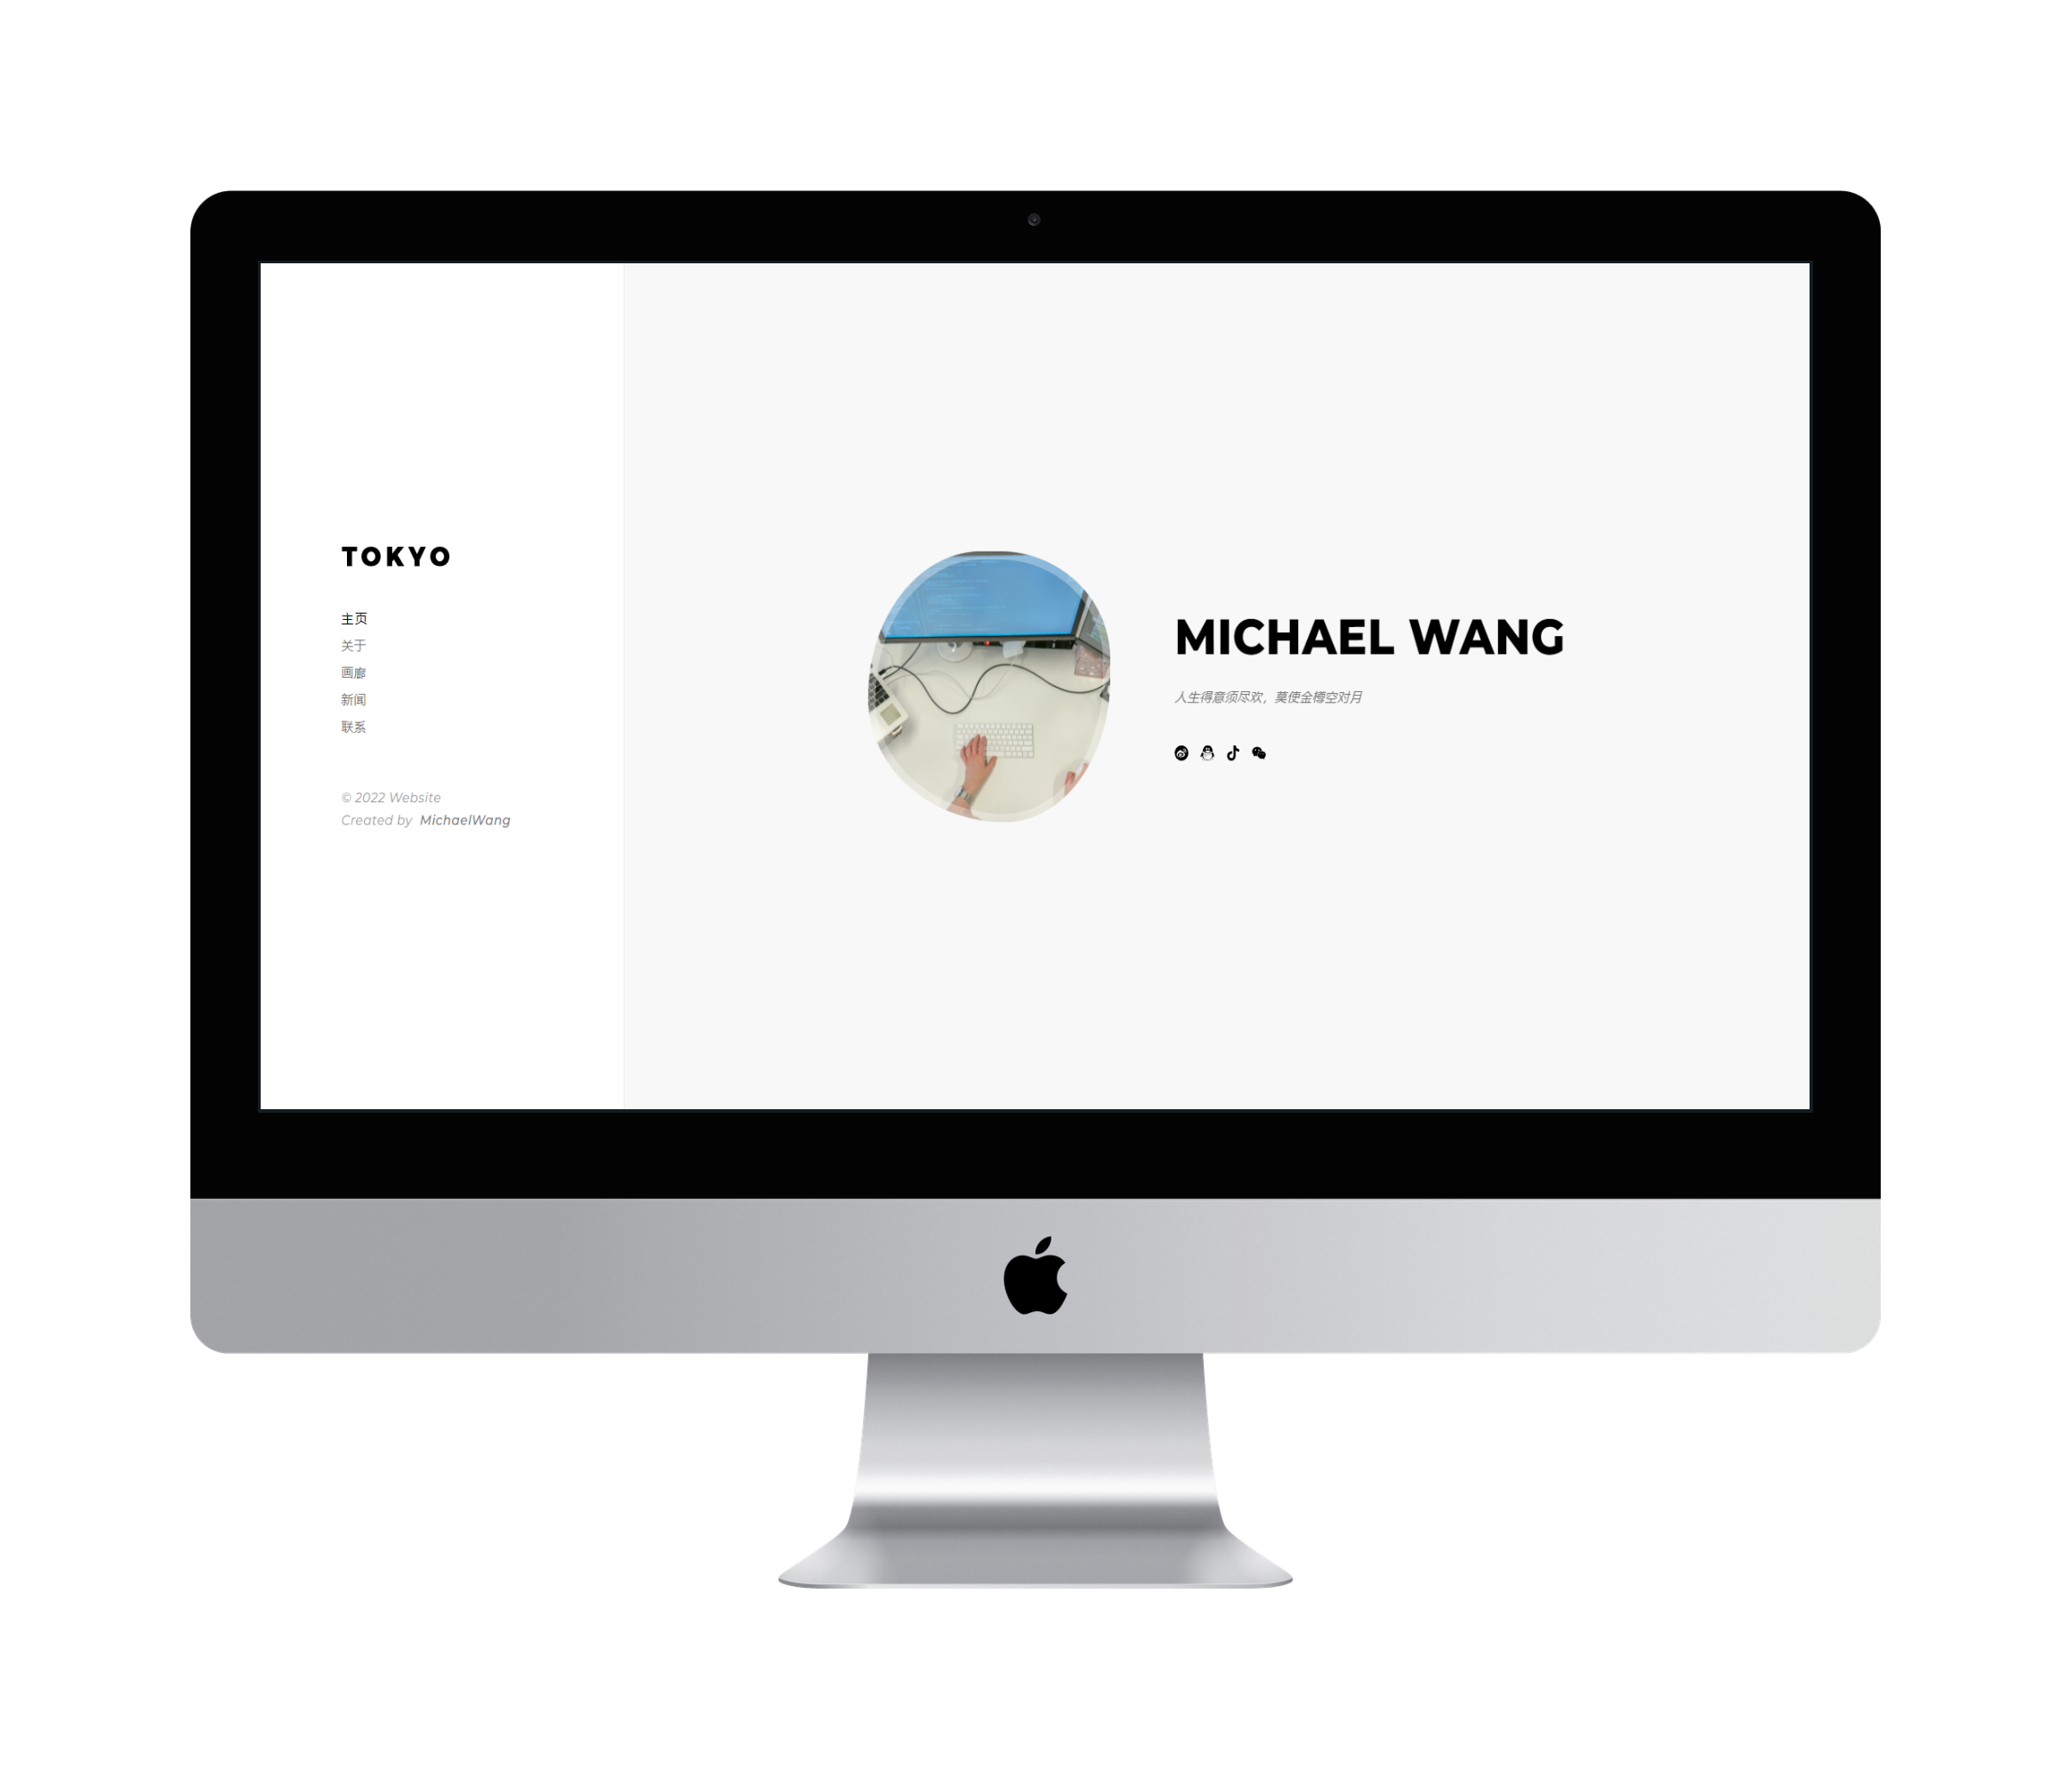 TOKYO
主页
关于
画廊
新闻
联系
© 2022 Website
Created by MichaelWang
MICHAEL WANG
人生得意须尽欢，莫使金樽空对月